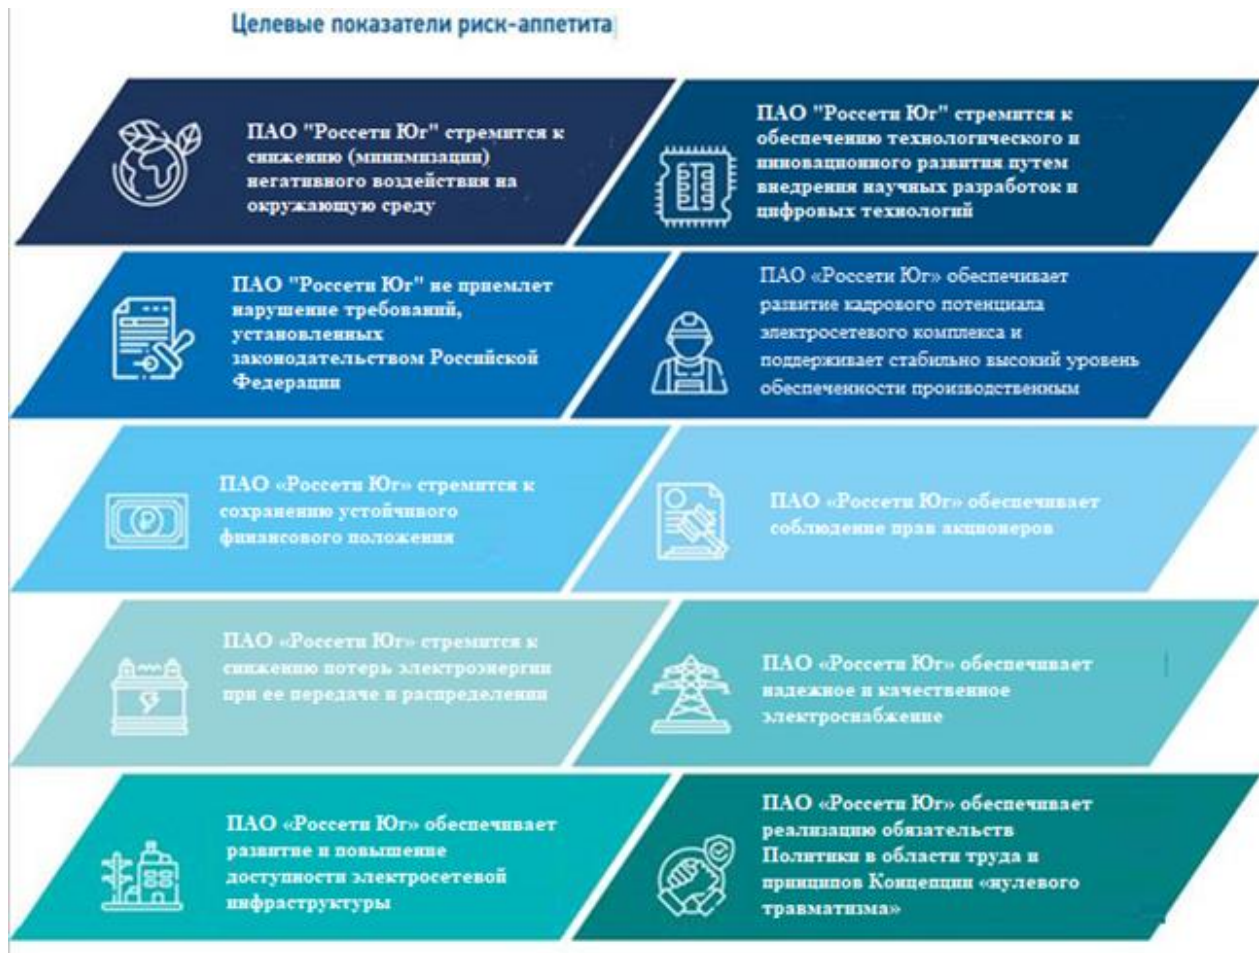 Целевые показатели риск-аппетита
ПАО "Россети Юг" стремится к
снижению (минимизации)
негативного воздействия на
окружающую среду
ПАО "Россети Юг" стремится к
обеспечению технологического и
инновационного развития путем
внедрения научных разработок и
цифровых технологий
ПАО "Россети Юг" не приемлет
нарушение требований,
установленных
законодательством Российской
Федерации
ПАО «Россети Юг» обеспечивает
развитие кадрового потенциала
электросетевого комплекса и
поддерживает стабильно высокий уровень
обеспеченности производственным
ПАО «Россети Юг» стремится к
сохранению устойчивого
финансового положения
ПАО «Россети Юг» обеспечивает
соблюдение прав акционеров
ПАО «Россети Юг» стремится к
снижению потерь электроэнергии
при ее передаче и распределении
ПАО «Россети Юг» обеспечивает
надежное и качественное
электроснабжение
ПАО «Россети Юг» обеспечивает
развитие и повышение
доступности электросетевой
инфраструктуры
ПАО «Россети Юг» обеспечивает
реализацию обязательств
Политики в области труда и
принципов Концепции «нулевого
травматизма»